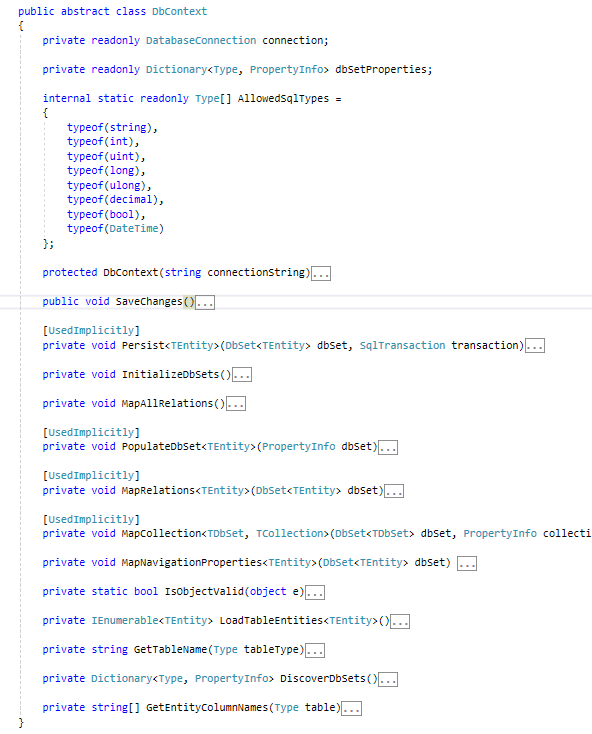 public abstract class DbContext
{
    private readonly DatabaseConnection connection;
    private readonly Dictionary<Type, PropertyInfo> dbSetProperties;
    internal static readonly Type[] AllowedSqlTypes =
    {
        typeof(string),
        typeof(int),
        typeof(uint),
        typeof(long),
        typeof(ulong),
        typeof(decimal),
        typeof(bool),
        typeof(DateTime)
    };
    protected DbContext(string connectionString)...
    public void SaveChanges()...
    [UsedImplicitly]
    private void Persist<TEntity>(DbSet<TEntity> dbSet, SqlTransaction transaction)...
    private void InitializeDbSets()...
    private void MapAllRelations()...
    [UsedImplicitly]
    private void PopulateDbSet<TEntity>(PropertyInfo dbSet)...
    [UsedImplicitly]
    private void MapRelations<TEntity>(DbSet<TEntity> dbSet)...
    [UsedImplicitly]
    private void MapCollection<TDbSet, TCollection>(DbSet<TDbSet> dbSet, PropertyInfo collecti
    private void MapNavigationProperties<TEntity>(DbSet<TEntity> dbSet) ...
    private static bool IsObjectValid(object e)...
    private IEnumerable<TEntity> LoadTableEntities<TEntity>()...
    private string GetTableName(Type tableType)...
    private Dictionary<Type, PropertyInfo> DiscoverDbSets()...
    private string[] GetEntityColumnNames(Type table)...
}